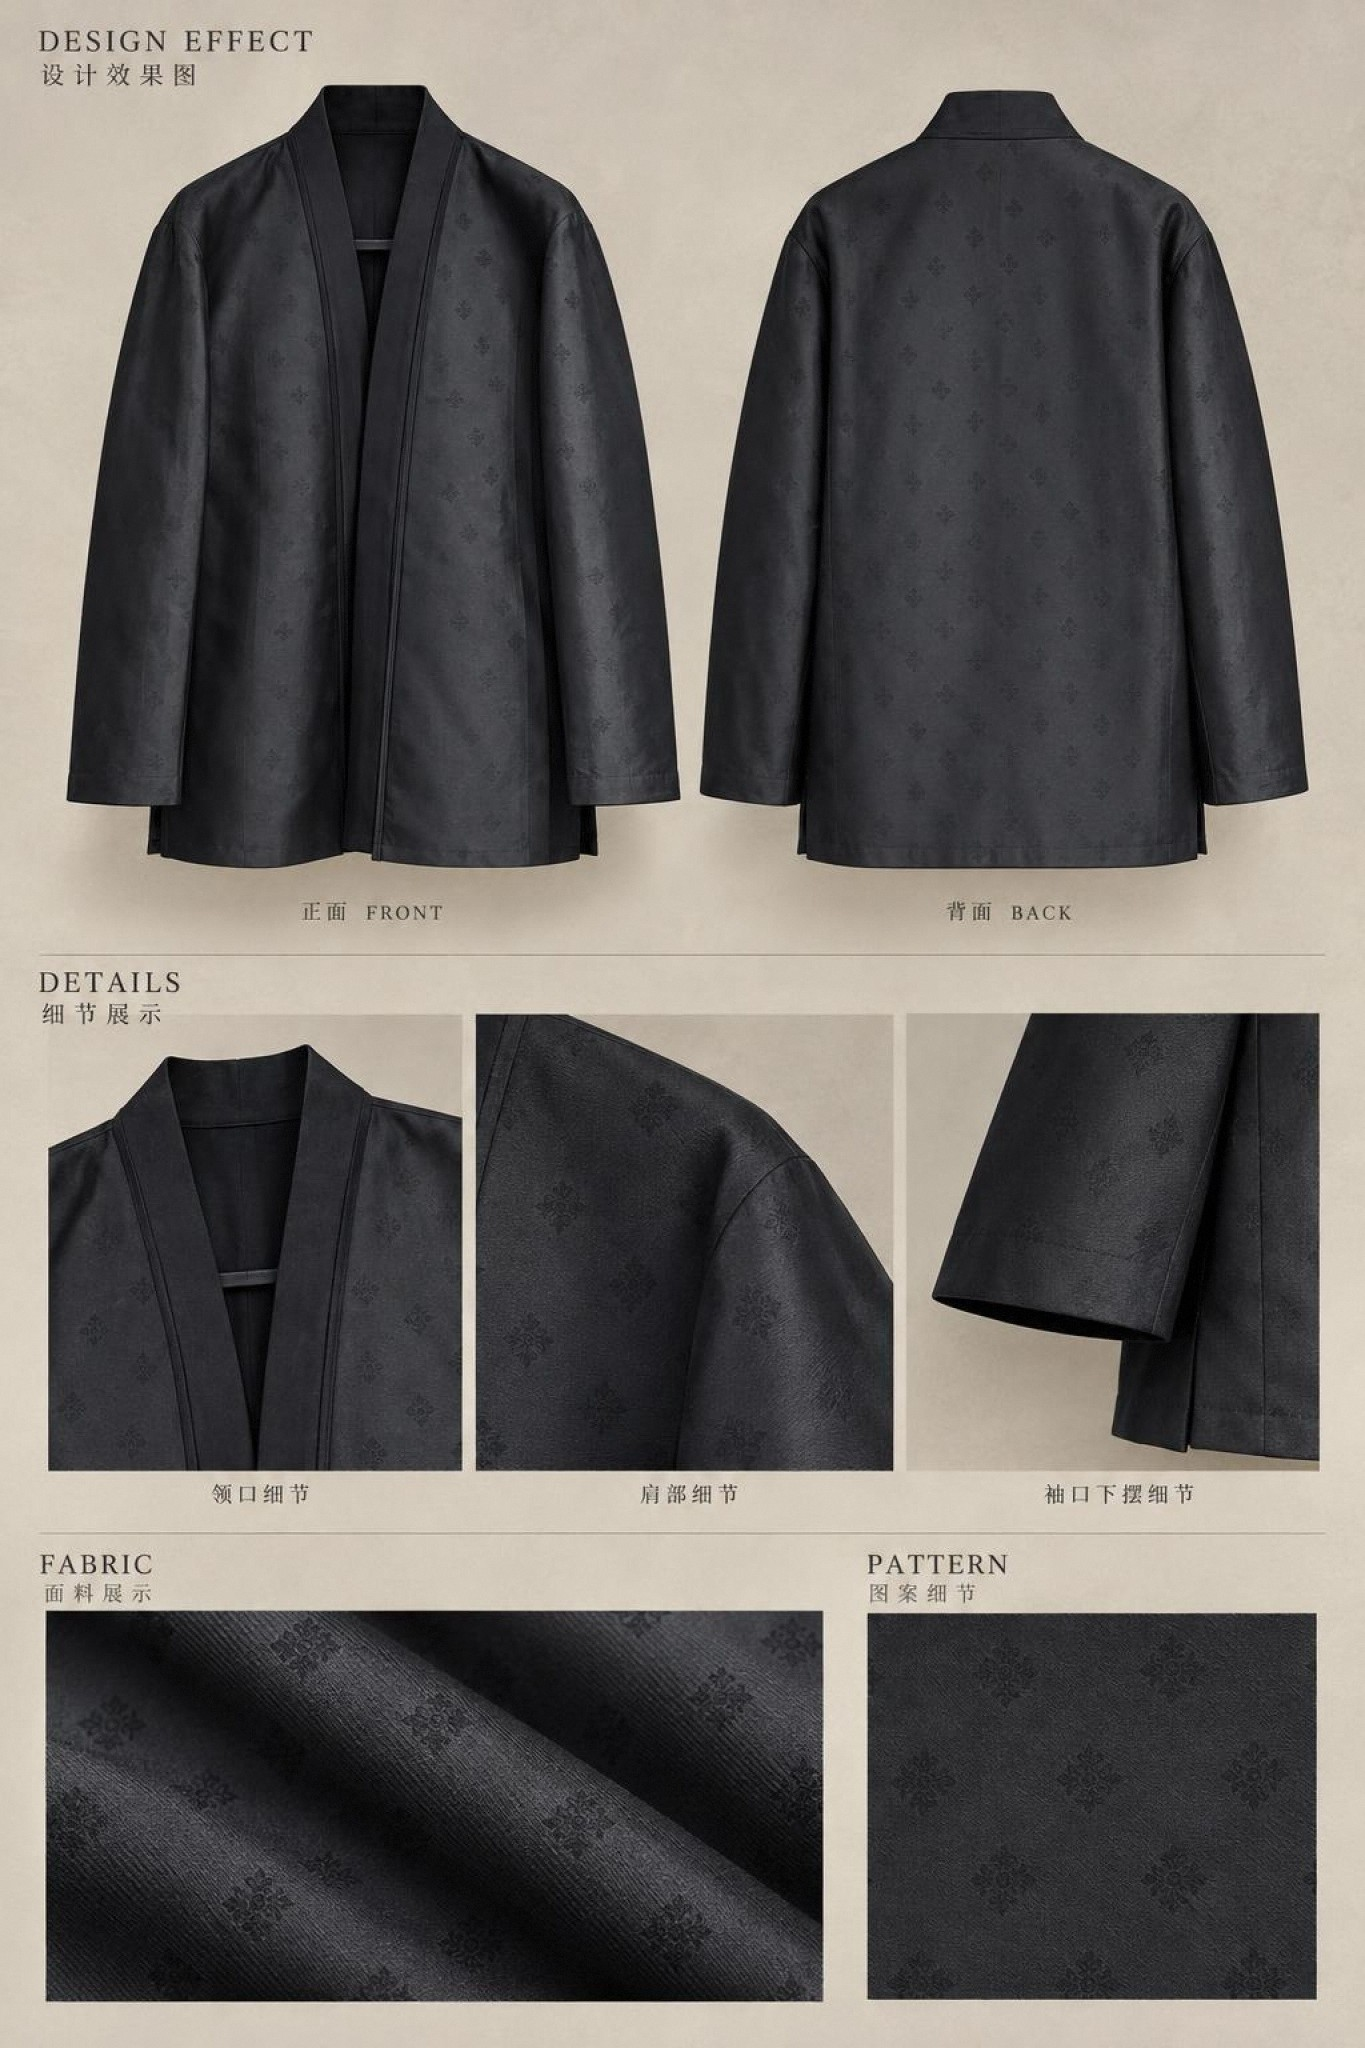 DESIGN EFFECT
设计效果图
正面 FRONT
背面 BACK
DETAILS
细节展示
领口细节
肩部细节
袖口下摆细节
FABRIC
面料展示
PATTERN
图案细节